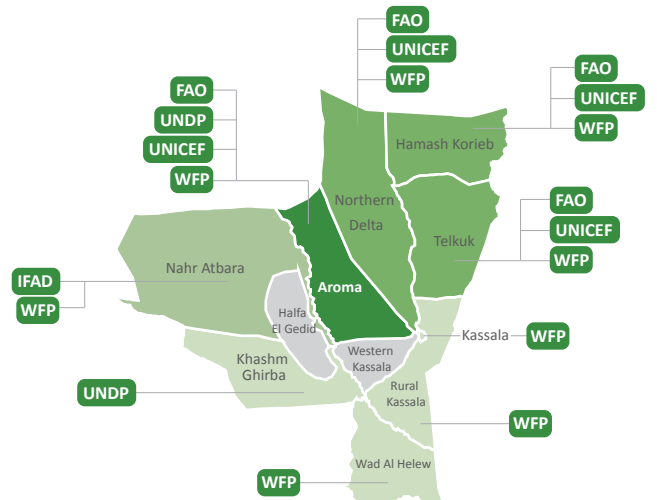 FAO
UNICEF
WFP
FAO
UNICEF
WFP
FAO
UNDP
UNICEF
WFP
Hamash Korieb
Northern
Delta
FAO
UNICEF
WFP
Telkuk
Nahr Atbara
IFAD
WFP
Aroma
Halfa
El Gedid
Kassala
WFP
Western
Kassala
Khashm
Ghirba
UNDP
Rural
Kassala
WFP
Wad Al Helew
WFP